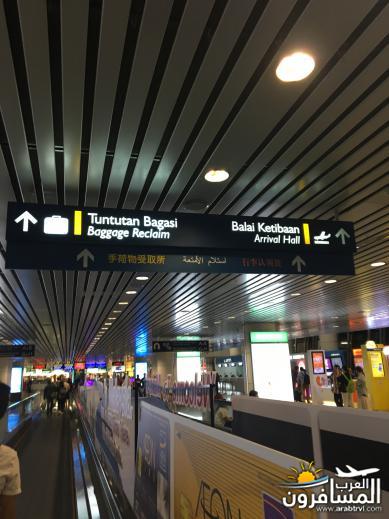 Tuntutan Bagasi
Baggage Reclaim
Balai Ketibaan
Arrival Hall
手荷物受取所
استلام الأمتعة
行李认领处
AEON
العرب
المسافرون
www.arabtrvl.com